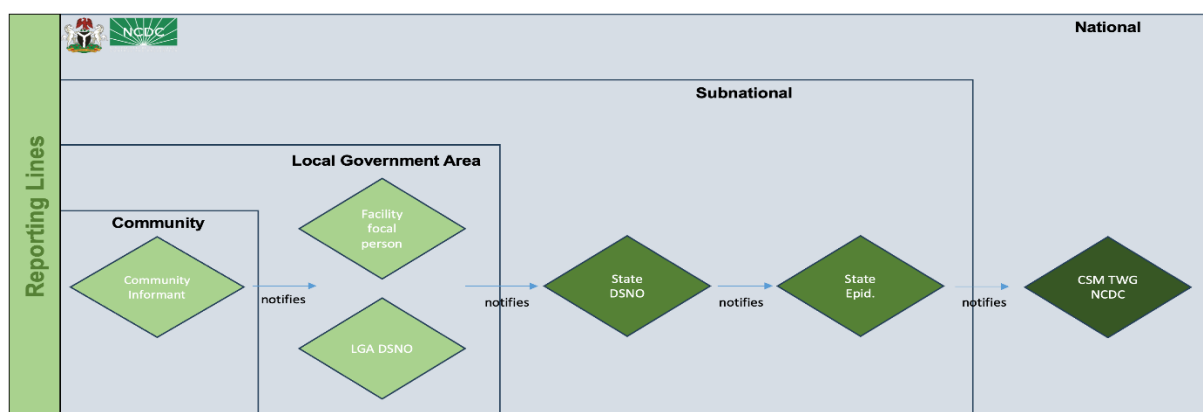 Reporting Lines
NCDC
National
Subnational
Local Government Area
Community
Facility
focal
person
Community
Informant
notifies
LGA DSNO
notifies
State
DSNO
notifies
State
Epid.
notifies
CSM TWG
NCDC